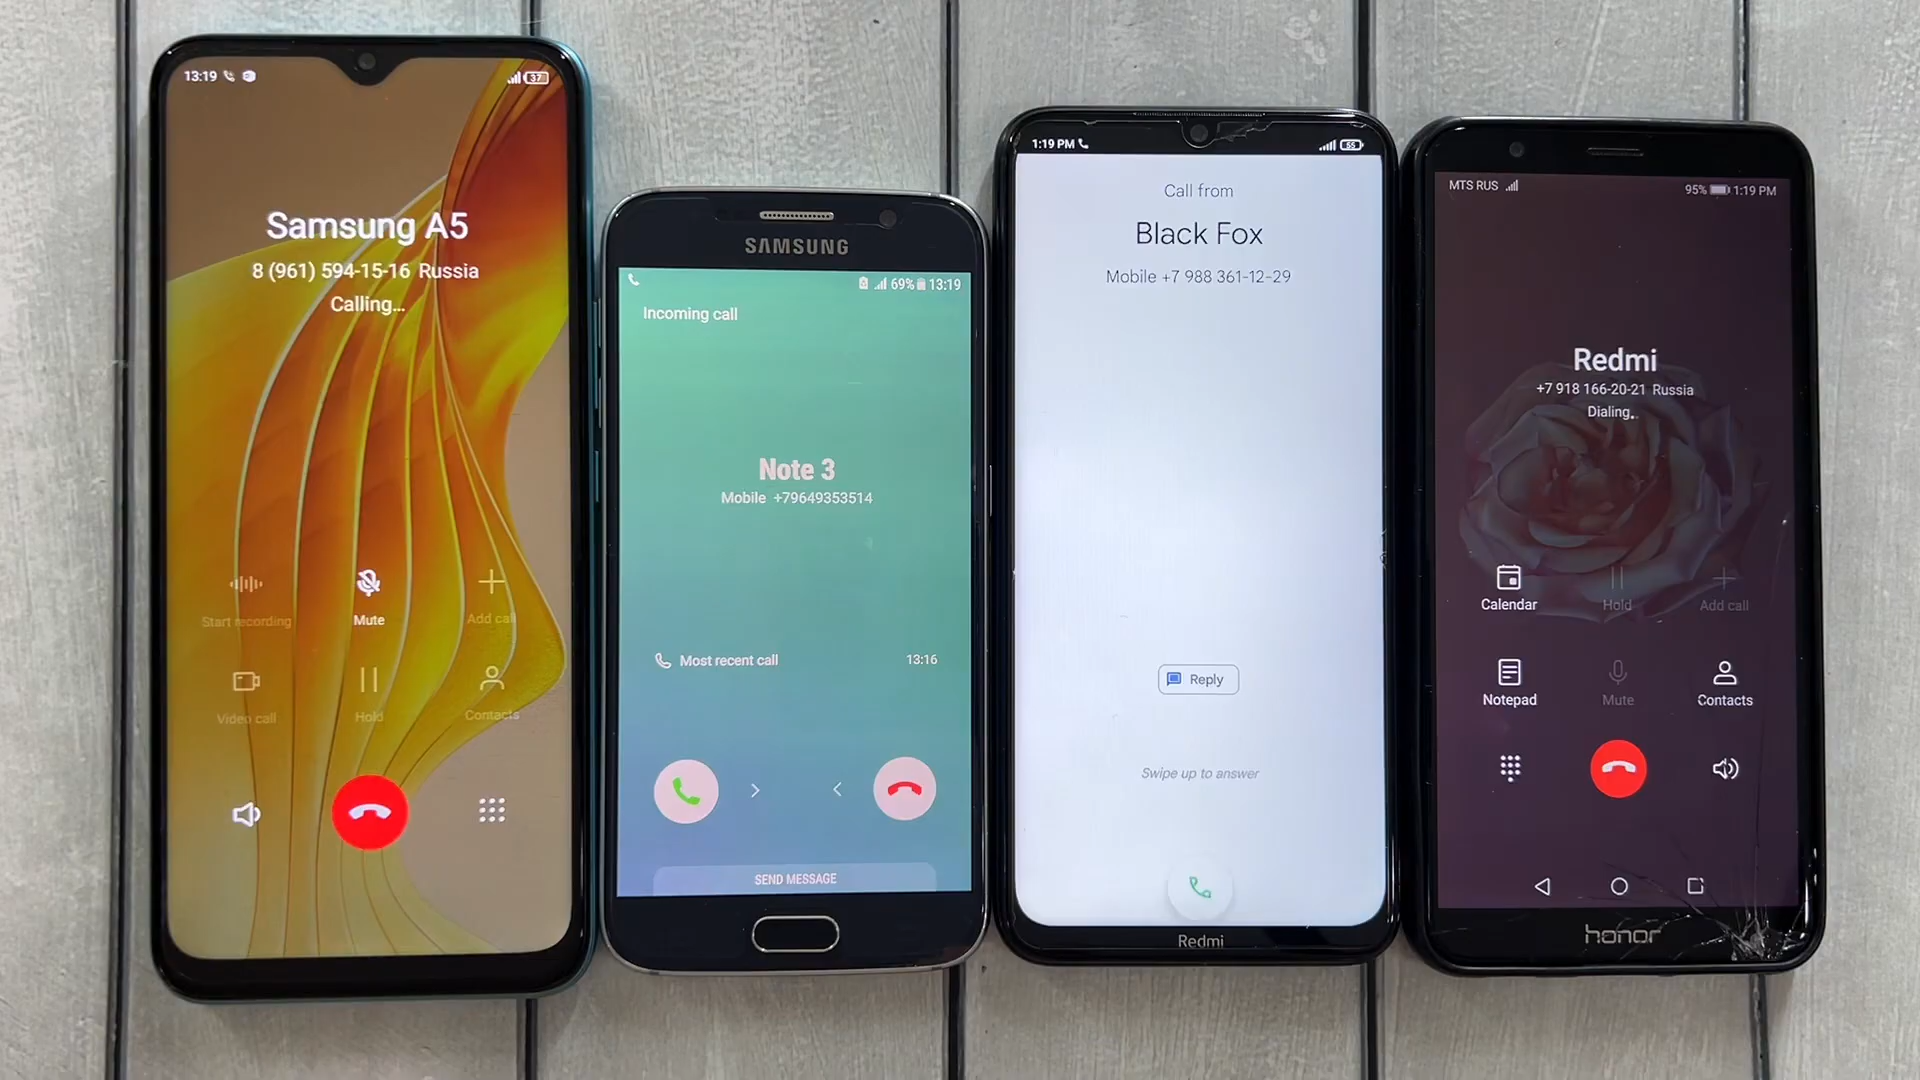 13:19
37
Samsung A5
8 (961) 594-15-16 Russia
Calling...
Start recording
Mute
Add call
Video call
Hold
Contacts
SAMSUNG
69% 13:19
Incoming call
Note 3
Mobile +79649353514
Most recent call 13:16
SEND MESSAGE
1:19 PM
55
Call from
Black Fox
Mobile +7 988 361-12-29
Reply
Swipe up to answer
Redmi
MTS RUS
95% 1:19 PM
Redmi
+7 918 166-20-21 Russia
Dialing..
Calendar
Hold
Add call
Notepad
Mute
Contacts
honor